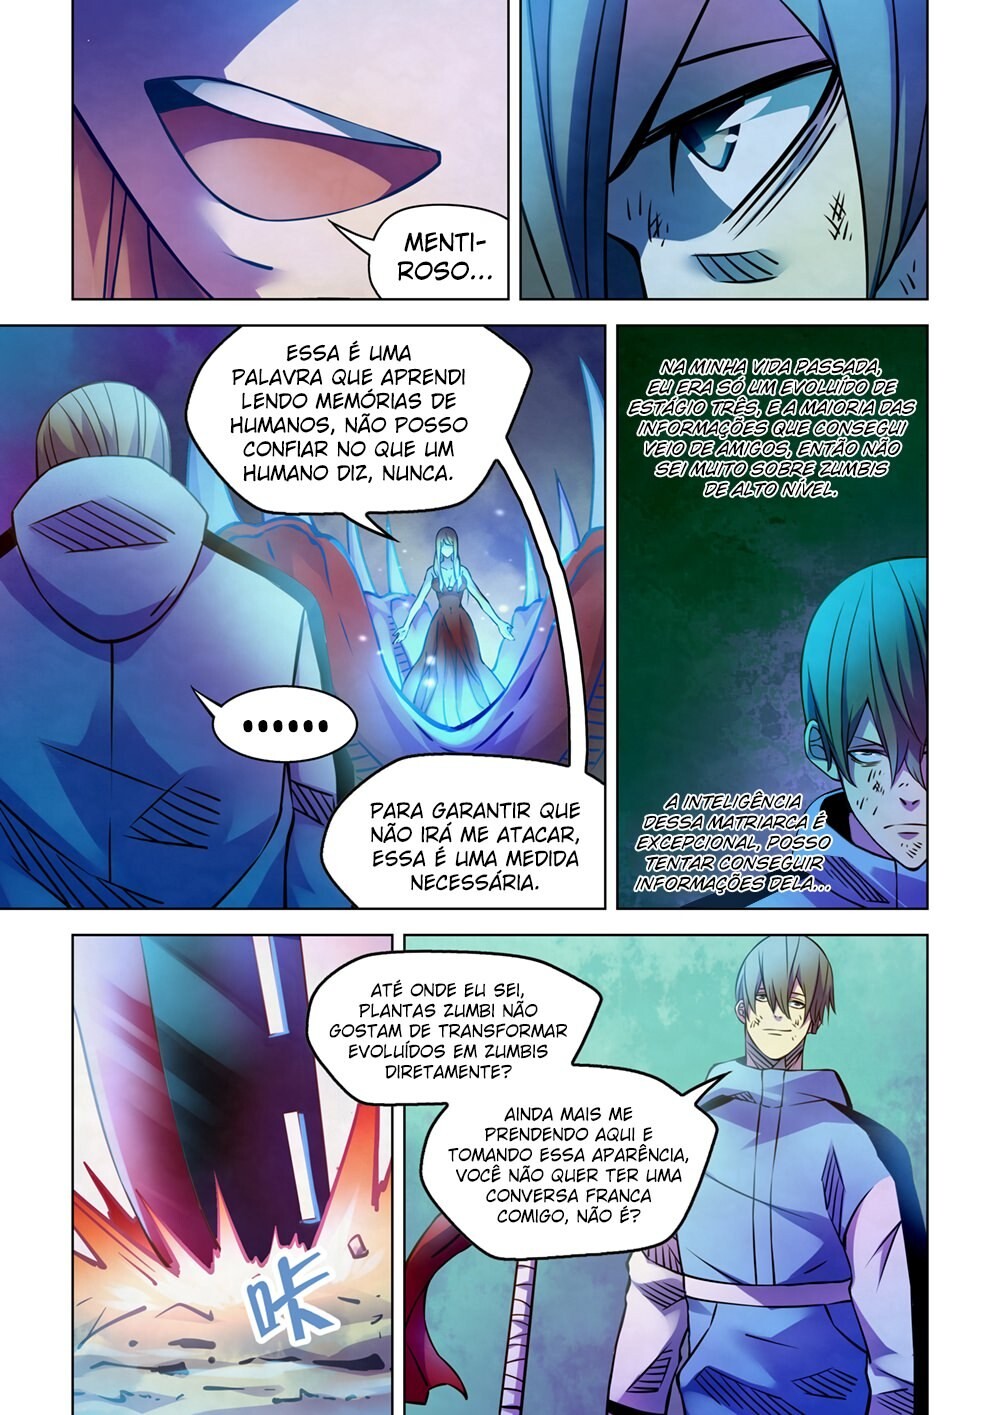 MENTI-
ROSO...
ESSA É UMA
PALAVRA QUE APRENDI
LENDO MEMÓRIAS DE
HUMANOS, NÃO POSSO
CONFIAR NO QUE UM
HUMANO DIZ, NUNCA.
......
PARA GARANTIR QUE
NÃO IRÁ ME ATACAR,
ESSA É UMA MEDIDA
NECESSÁRIA.
NA MINHA VIDA PASSADA,
EU ERA SÓ UM EVOLUÍDO DE
ESTÁGIO TRÊS, E A MAIORIA DAS
INFORMAÇÕES QUE CONSEGUI
VEIO DE AMIGOS, ENTÃO NÃO
SEI MUITO SOBRE ZUMBIS
DE ALTO NÍVEL.
A INTELIGÊNCIA
DESSA MATRIARCA É
EXCEPCIONAL, POSSO
TENTAR CONSEGUIR
INFORMAÇÕES DELA...
咔
ATÉ ONDE EU SEI,
PLANTAS ZUMBI NÃO
GOSTAM DE TRANSFORMAR
EVOLUÍDOS EM ZUMBIS
DIRETAMENTE?
AINDA MAIS ME
PRENDENDO AQUI E
TOMANDO ESSA APARÊNCIA,
VOCÊ NÃO QUER TER UMA
CONVERSA FRANCA
COMIGO, NÃO É?